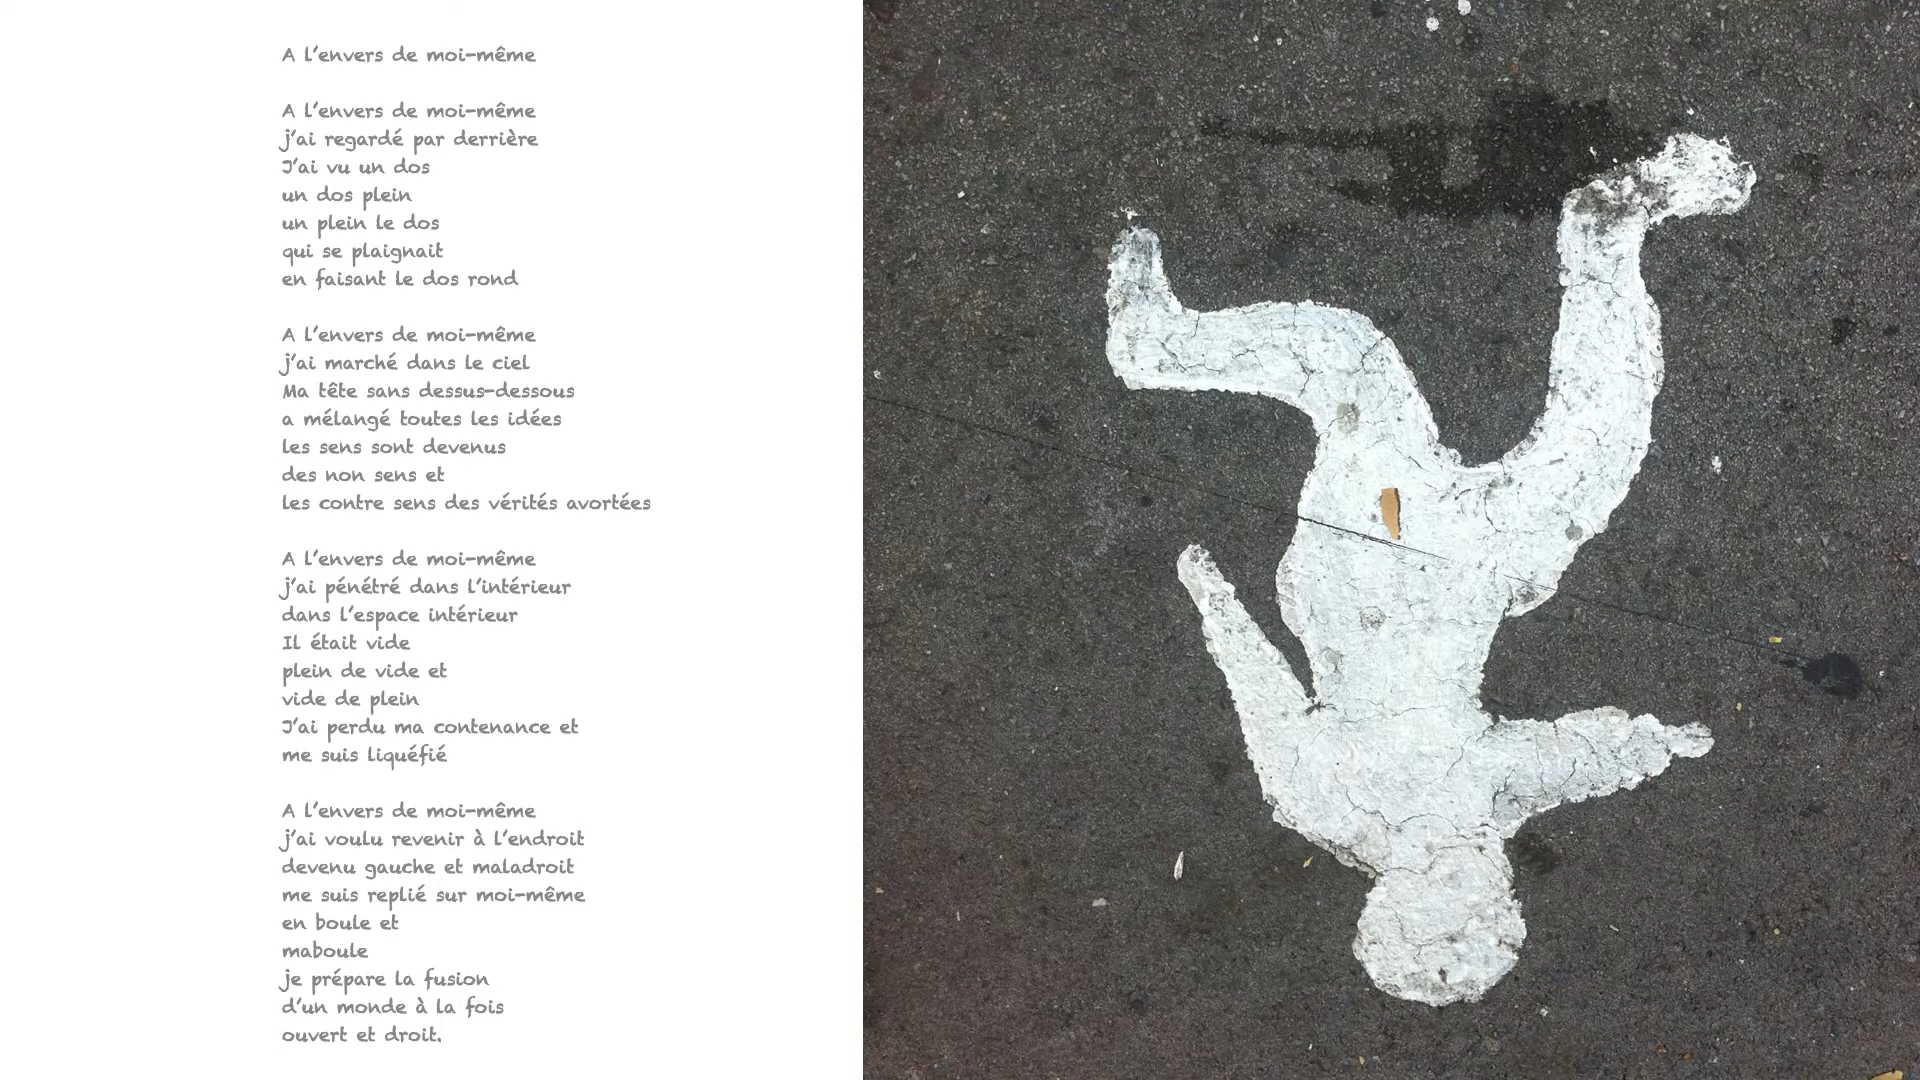 A l’envers de moi-même
A l’envers de moi-même
j’ai regardé par derrière
J’ai vu un dos
un dos plein
un plein le dos
qui se plaignait
en faisant le dos rond
A l’envers de moi-même
j’ai marché dans le ciel
Ma tête sans dessus-dessous
a mélangé toutes les idées
les sens sont devenus
des non sens et
les contre sens des vérités avortées
A l’envers de moi-même
j’ai pénétré dans l’intérieur
dans l’espace intérieur
Il était vide
plein de vide et
vide de plein
J’ai perdu ma contenance et
me suis liquéfié
A l’envers de moi-même
j’ai voulu revenir à l’endroit
devenu gauche et maladroit
me suis replié sur moi-même
en boule et
maboule
je prépare la fusion
d’un monde à la fois
ouvert et droit.